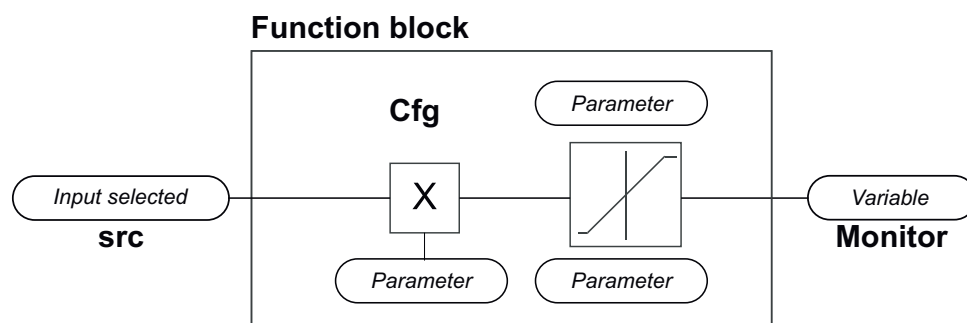 Function block
Parameter
Cfg
Input selected
X
Variable
src
Monitor
Parameter
Parameter